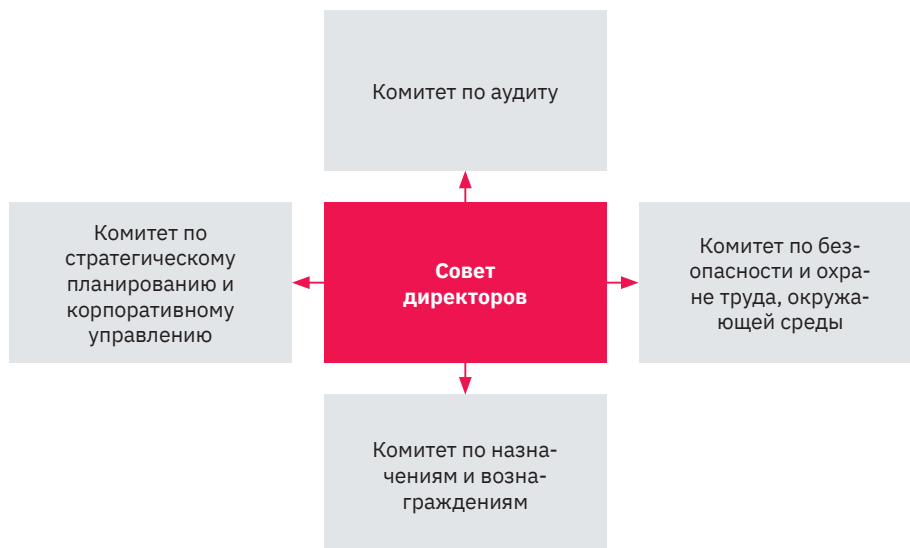 Комитет по аудиту
Комитет по
стратегическому
планированию и
корпоративному
управлению
Совет
директоров
Комитет по без-
опасности и охра-
не труда, окружа-
ющей среды
Комитет по назна-
чениям и возна-
граждениям